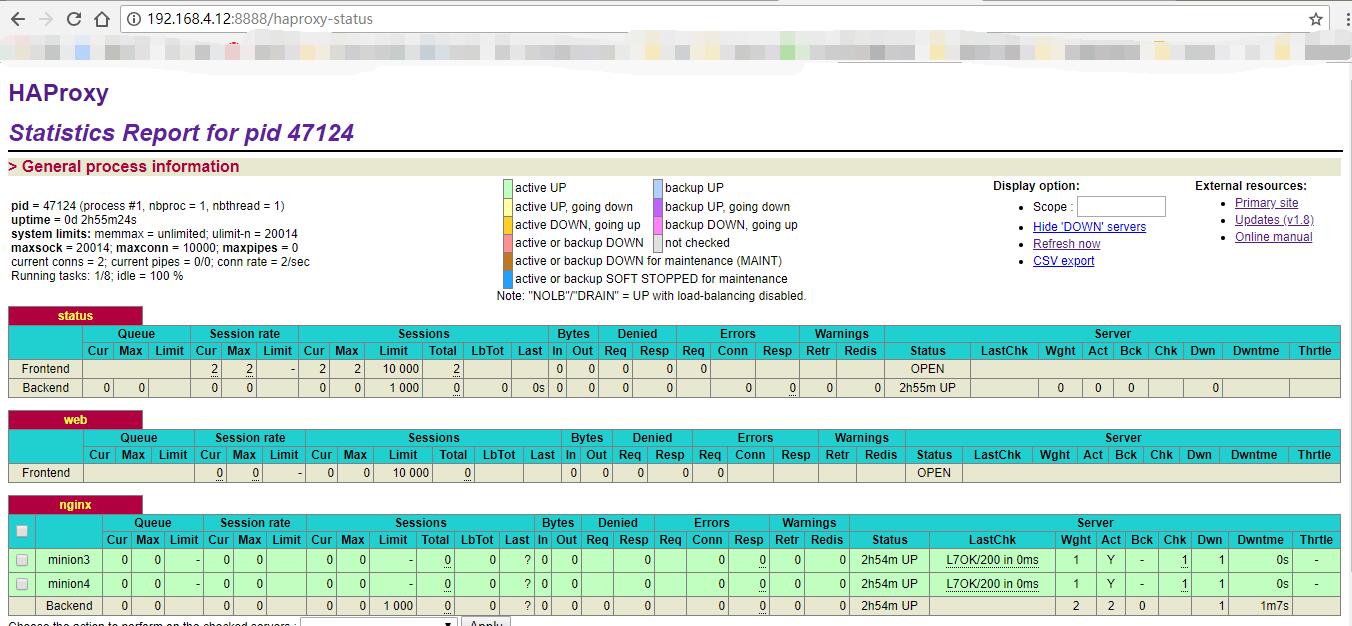 192.168.4.12:8888/haproxy-status
HAProxy
Statistics Report for pid 47124
> General process information
pid = 47124 (process #1, nbproc = 1, nbthread = 1)
uptime = 0d 2h55m24s
system limits: memmax = unlimited; ulimit-n = 20014
maxsock = 20014; maxconn = 10000; maxpipes = 0
current conns = 2; current pipes = 0/0; conn rate = 2/sec
Running tasks: 1/8; idle = 100 %
active UP backup UP
active UP, going down backup UP, going down
active DOWN, going up backup DOWN, going up
active or backup DOWN not checked
active or backup DOWN for maintenance (MAINT)
active or backup SOFT STOPPED for maintenance
Note: "NOLB"/"DRAIN" = UP with load-balancing disabled.
Display option:
Scope :
Hide 'DOWN' servers
Refresh now
CSV export
External resources:
Primary site
Updates (v1.8)
Online manual
status
Queue Session rate Sessions Bytes Denied Errors Warnings Server
Cur Max Limit Cur Max Limit Cur Max Limit Total LbTot Last In Out Req Resp Req Conn Resp Retr Redis Status LastChk Wght Act Bck Chk Dwn Dwntme Thrtle
Frontend 2 2 - 2 2 10 000 2 0 0 0 0 0 OPEN
Backend 0 0 0 0 0 0 1 000 0 0 0s 0 0 0 0 0 0 0 0 2h55m UP 0 0 0 0
web
Queue Session rate Sessions Bytes Denied Errors Warnings Server
Cur Max Limit Cur Max Limit Cur Max Limit Total LbTot Last In Out Req Resp Req Conn Resp Retr Redis Status LastChk Wght Act Bck Chk Dwn Dwntme Thrtle
Frontend 0 0 - 0 0 10 000 0 0 0 0 0 0 OPEN
nginx
Queue Session rate Sessions Bytes Denied Errors Warnings Server
Cur Max Limit Cur Max Limit Cur Max Limit Total LbTot Last In Out Req Resp Req Conn Resp Retr Redis Status LastChk Wght Act Bck Chk Dwn Dwntme Thrtle
minion3 0 0 - 0 0 - 0 0 - 0 0 ? 0 0 0 0 0 0 0 2h54m UP L7OK/200 in 0ms 1 Y - 1 1 0s -
minion4 0 0 - 0 0 - 0 0 - 0 0 ? 0 0 0 0 0 0 0 2h54m UP L7OK/200 in 0ms 1 Y - 1 1 0s -
Backend 0 0 0 0 0 0 1 000 0 0 ? 0 0 0 0 0 0 0 0 2h54m UP 2 2 0 1 1m7s
Choose the action to perform on the checked servers : Apply